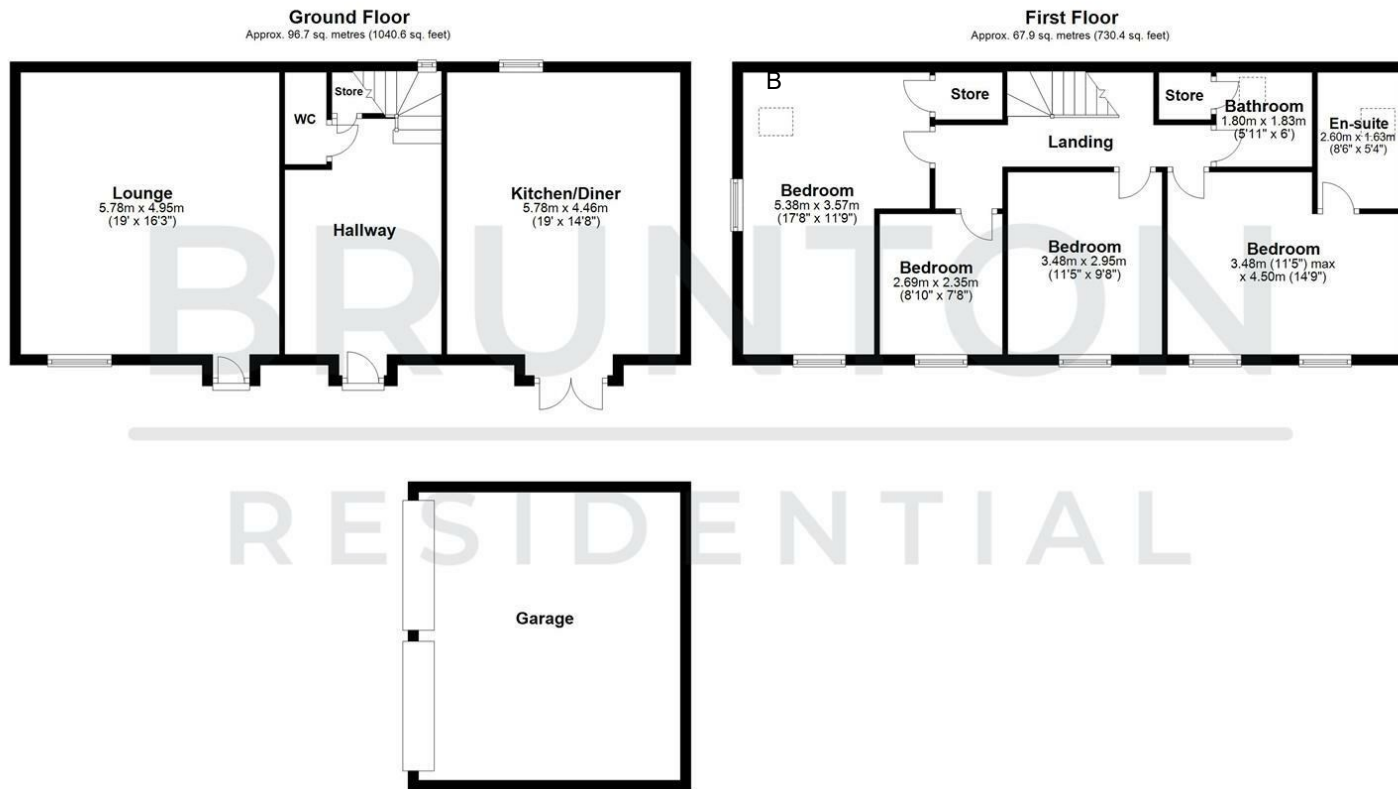 Ground Floor
Approx. 96.7 sq. metres (1040.6 sq. feet)
WC
Store
Lounge
5.78m x 4.95m
(19' x 16'3")
Hallway
Kitchen/Diner
5.78m x 4.46m
(19' x 14'8")
First Floor
Approx. 67.9 sq. metres (730.4 sq. feet)
B
Store
Store
Bathroom
1.80m x 1.83m
(5'11" x 6')
En-suite
2.60m x 1.63m
(8'6" x 5'4")
Landing
Bedroom
5.38m x 3.57m
(17'8" x 11'9")
Bedroom
2.69m x 2.35m
(8'10" x 7'8")
Bedroom
3.48m x 2.95m
(11'5" x 9'8")
Bedroom
3.48m (11'5") max
x 4.50m (14'9")
BRUNTON
RESIDENTIAL
Garage